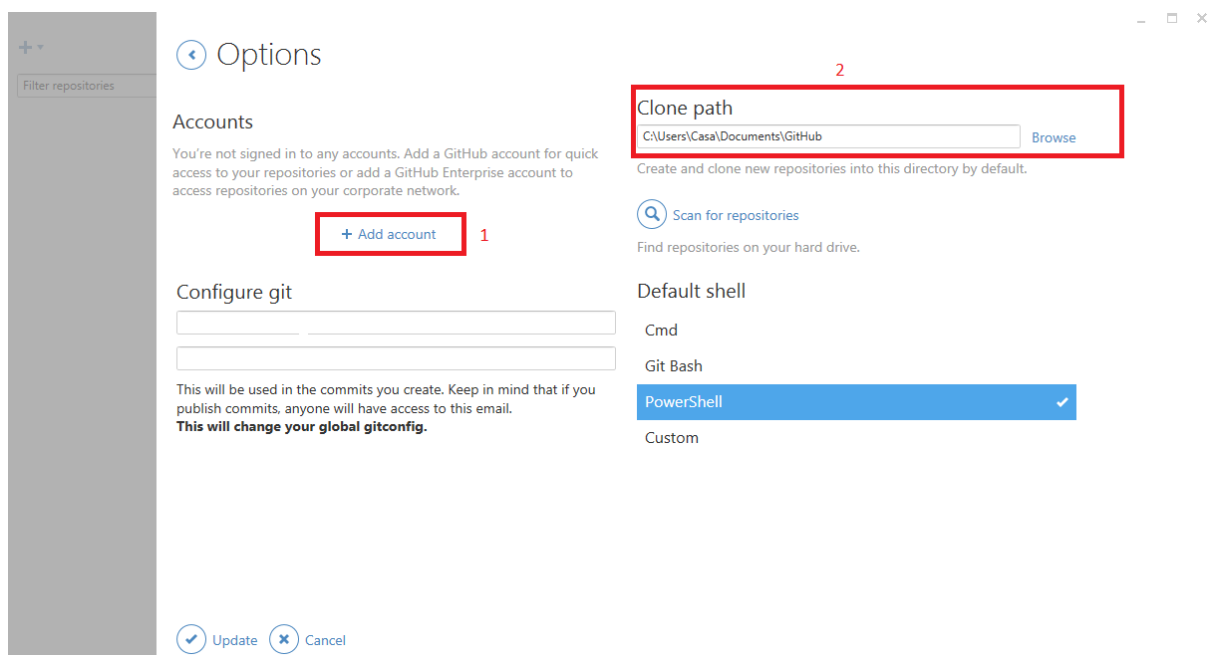 Filter repositories
Options
Accounts
You're not signed in to any accounts. Add a GitHub account for quick
access to your repositories or add a GitHub Enterprise account to
access repositories on your corporate network.
+ Add account
1
Configure git
This will be used in the commits you create. Keep in mind that if you
publish commits, anyone will have access to this email.
This will change your global gitconfig.
2
Clone path
C:\Users\Casa\Documents\GitHub
Browse
Create and clone new repositories into this directory by default.
Scan for repositories
Find repositories on your hard drive.
Default shell
Cmd
Git Bash
PowerShell
Custom
Update
Cancel